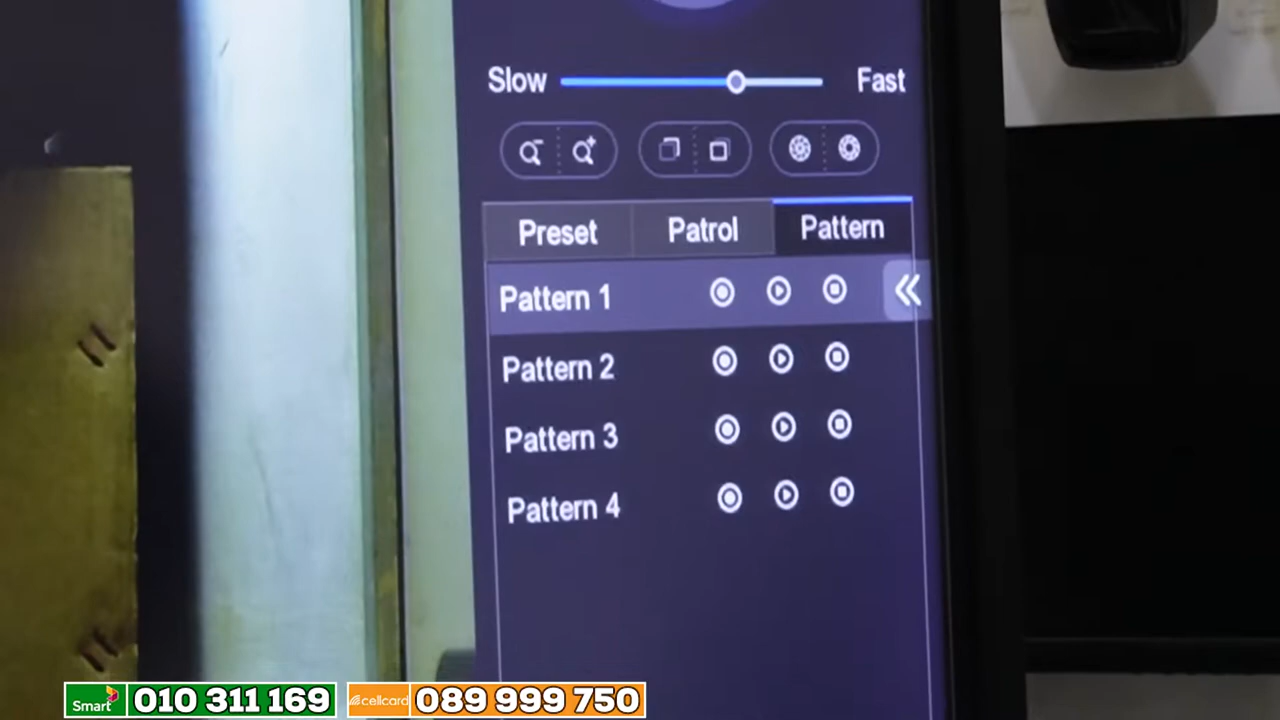 Slow Fast
Preset Patrol Pattern
Pattern 1
Pattern 2
Pattern 3
Pattern 4
Smart 010 311 169 cellcard 089 999 750